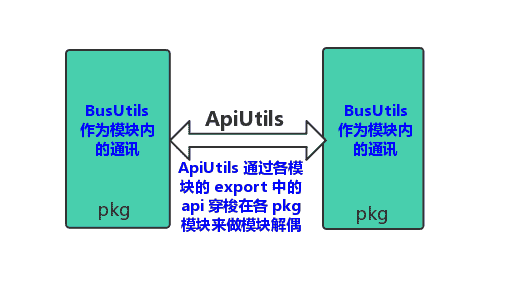 BusUtils
作为模块内
的通讯
pkg
ApiUtils
ApiUtils 通过各模
块的 export 中的
api 穿梭在各 pkg
模块来做模块解偶
BusUtils
作为模块内
的通讯
pkg